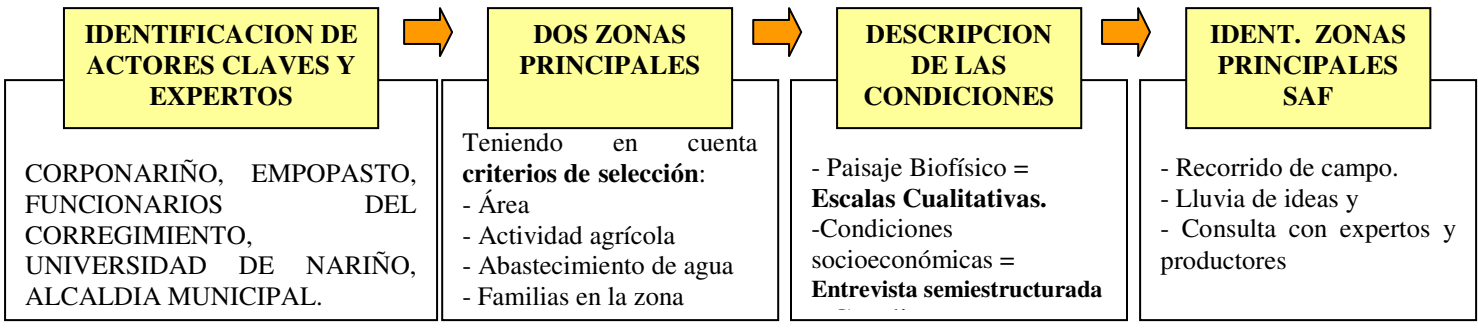 IDENTIFICACION DE
ACTORES CLAVES Y
EXPERTOS
CORPONARIÑO, EMPOPASTO,
FUNCIONARIOS DEL
CORREGIMIENTO,
UNIVERSIDAD DE NARIÑO,
ALCALDIA MUNICIPAL.
DOS ZONAS
PRINCIPALES
Teniendo en cuenta
criterios de selección:
- Área
- Actividad agrícola
- Abastecimiento de agua
- Familias en la zona
DESCRIPCION
DE LAS
CONDICIONES
- Paisaje Biofísico =
Escalas Cualitativas.
-Condiciones
socioeconómicas =
Entrevista semiestructurada
IDENT. ZONAS
PRINCIPALES
SAF
- Recorrido de campo.
- Lluvia de ideas y
- Consulta con expertos y
productores